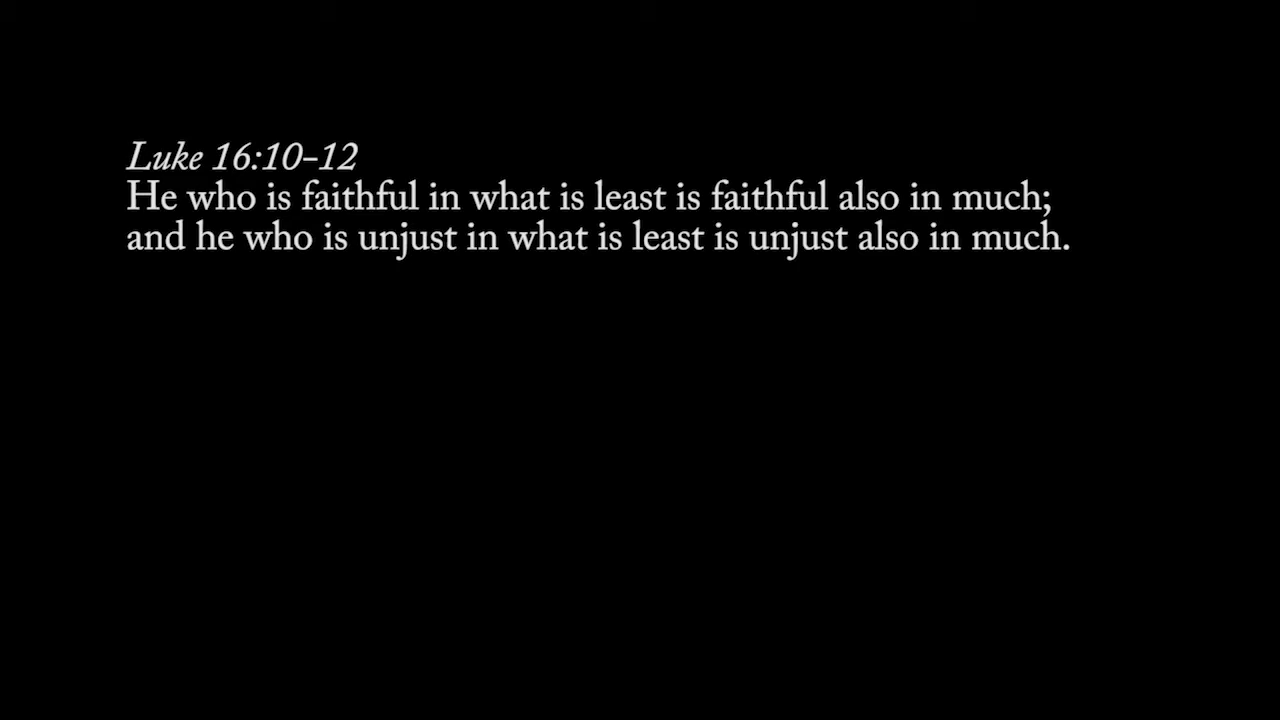 Luke 16:10–12
He who is faithful in what is least is faithful also in much;
and he who is unjust in what is least is unjust also in much.